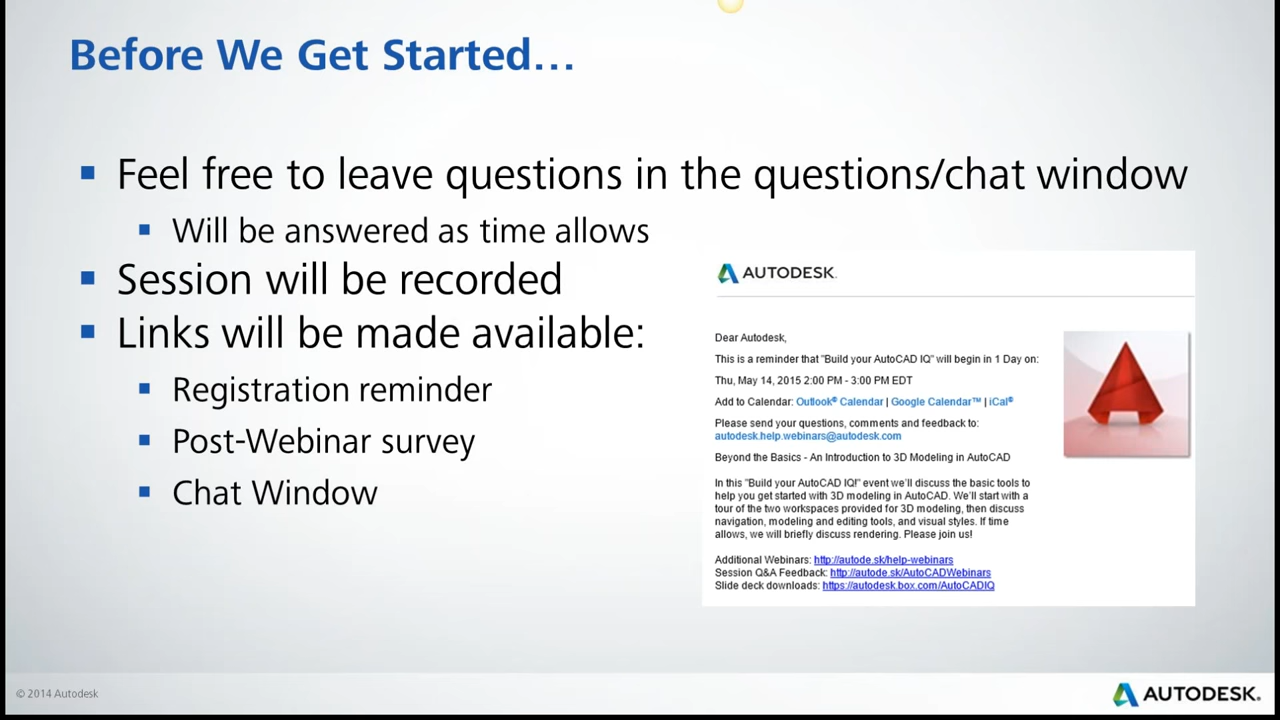 Before We Get Started…
Feel free to leave questions in the questions/chat window
Will be answered as time allows
Session will be recorded
Links will be made available:
Registration reminder
Post-Webinar survey
Chat Window
AUTODESK.
Dear Autodesk,
This is a reminder that "Build your AutoCAD IQ" will begin in 1 Day on:
Thu, May 14, 2015 2:00 PM - 3:00 PM EDT
Add to Calendar: Outlook® Calendar | Google Calendar™ | iCal®
Please send your questions, comments and feedback to:
autodesk.help.webinars@autodesk.com
Beyond the Basics - An Introduction to 3D Modeling in AutoCAD
In this "Build your AutoCAD IQ!" event we'll discuss the basic tools to
help you get started with 3D modeling in AutoCAD. We'll start with a
tour of the two workspaces provided for 3D modeling, then discuss
navigation, modeling and editing tools, and visual styles. If time
allows, we will briefly discuss rendering. Please join us!
Additional Webinars: http://autode.sk/help-webinars
Session Q&A Feedback: http://autode.sk/AutoCADWebinars
Slide deck downloads: https://autodesk.box.com/AutoCADIQ
© 2014 Autodesk
AUTODESK.